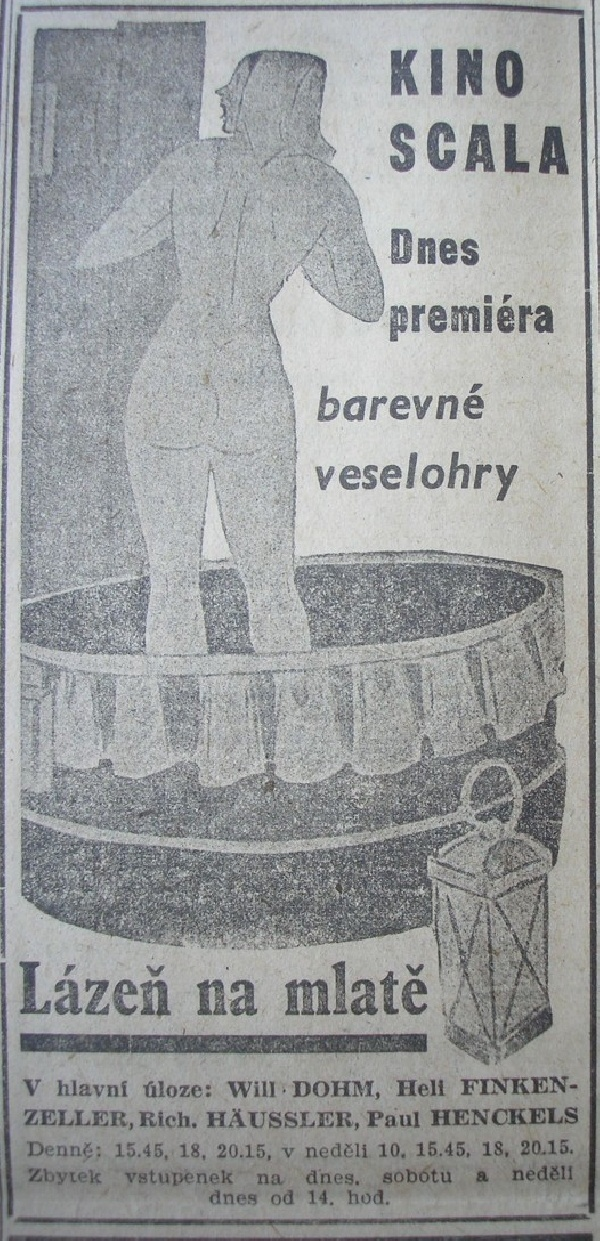 KINO
SCALA
Dnes
premiéra
barevné
veselohry
Lázeň na mlatě
V hlavní úloze: Will DOHM, Heli FINKEN-
ZELLER, Rich. HÄUSSLER, Paul HENCKELS
Denně: 15.45, 18, 20.15, v neděli 10, 15.45, 18, 20.15.
Zbytek vstupenek na dnes, sobotu a neděli
dnes od 14. hod.